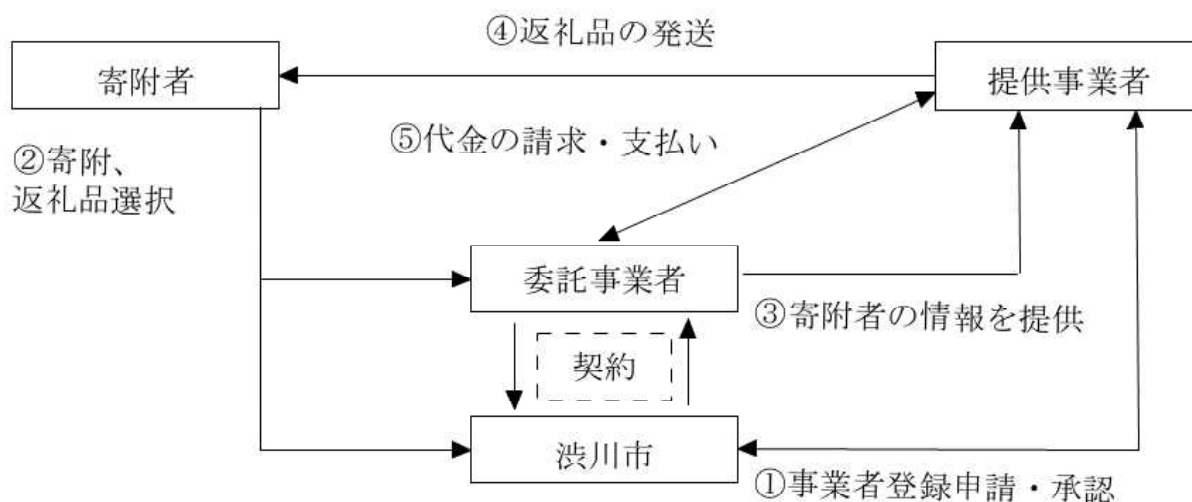 ④返礼品の発送
寄附者
提供事業者
⑤代金の請求・支払い
②寄附、
返礼品選択
委託事業者
③寄附者の情報を提供
契約
渋川市
①事業者登録申請・承認